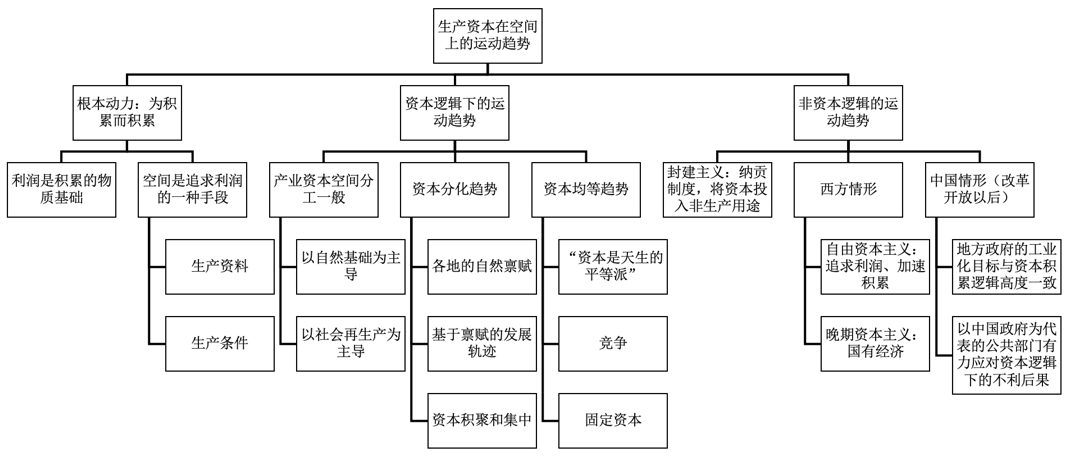 生产资本在空间
上的运动趋势
根本动力：为积
累而积累
资本逻辑下的运
动趋势
非资本逻辑的运
动趋势
利润是积累的物
质基础
空间是追求利润
的一种手段
产业资本空间分
工一般
资本分化趋势
资本均等趋势
封建主义：纳贡
制度，将资本投
入非生产用途
西方情形
中国情形（改革
开放以后）
生产资料
以自然基础为主
导
各地的自然禀赋
“资本是天生的
平等派”
自由资本主义：
追求利润、加速
积累
地方政府的工业
化目标与资本积
累逻辑高度一致
生产条件
以社会再生产为
主导
基于禀赋的发展
轨迹
竞争
晚期资本主义：
国有经济
以中国政府为代
表的公共部门有
力应对资本逻辑
下的不利后果
资本积聚和集中
固定资本